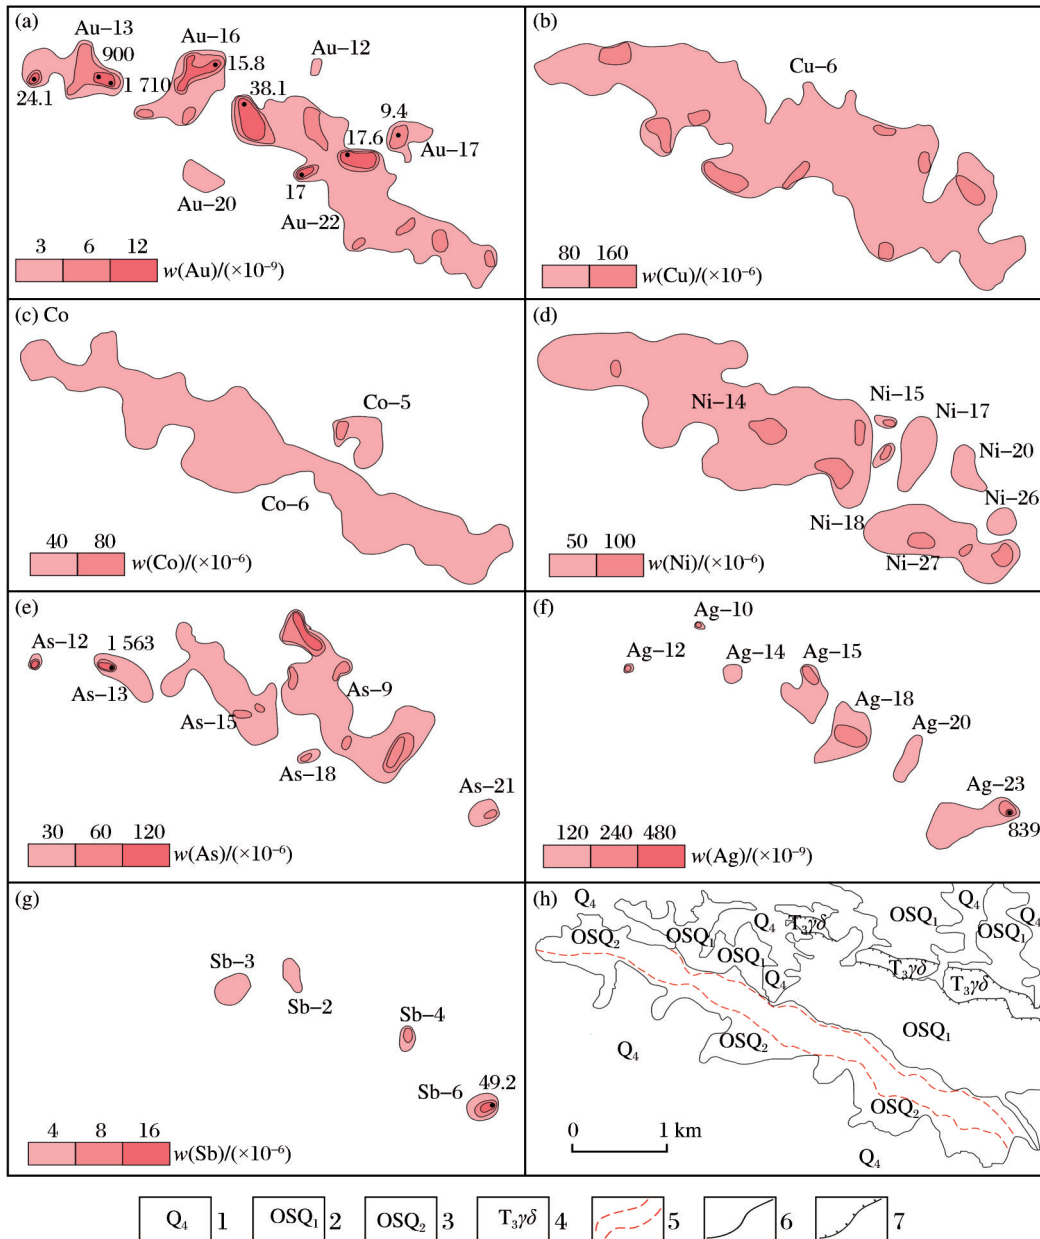 (a)
Au-13
900
1 710
24.1
Au-16
15.8
Au-12
38.1
9.4
17.6
Au-17
17
Au-20
Au-22
3 6 12
w(Au)/(×10⁻⁹)
(b)
Cu-6
80 160
w(Cu)/(×10⁻⁶)
(c) Co
Co-5
Co-6
40 80
w(Co)/(×10⁻⁶)
(d)
Ni-14
Ni-15
Ni-17
Ni-20
Ni-26
Ni-18
Ni-27
50 100
w(Ni)/(×10⁻⁶)
(e)
As-12
1 563
As-13
As-9
As-15
As-18
As-21
30 60 120
w(As)/(×10⁻⁶)
(f)
Ag-10
Ag-12
Ag-14
Ag-15
Ag-18
Ag-20
Ag-23
839
120 240 480
w(Ag)/(×10⁻⁹)
(g)
Sb-3
Sb-2
Sb-4
Sb-6
49.2
4 8 16
w(Sb)/(×10⁻⁶)
(h)
Q₄
OSQ₂
OSQ₁
Q₄
T₃γδ
OSQ₁
Q₄
Q₄
OSQ₁
OSQ₁
Q₄
T₃γδ
T₃γδ
Q₄
OSQ₂
OSQ₁
OSQ₂
Q₄
0 1 km
Q₄ 1 OSQ₁ 2 OSQ₂ 3 T₃γδ 4 5 6 7